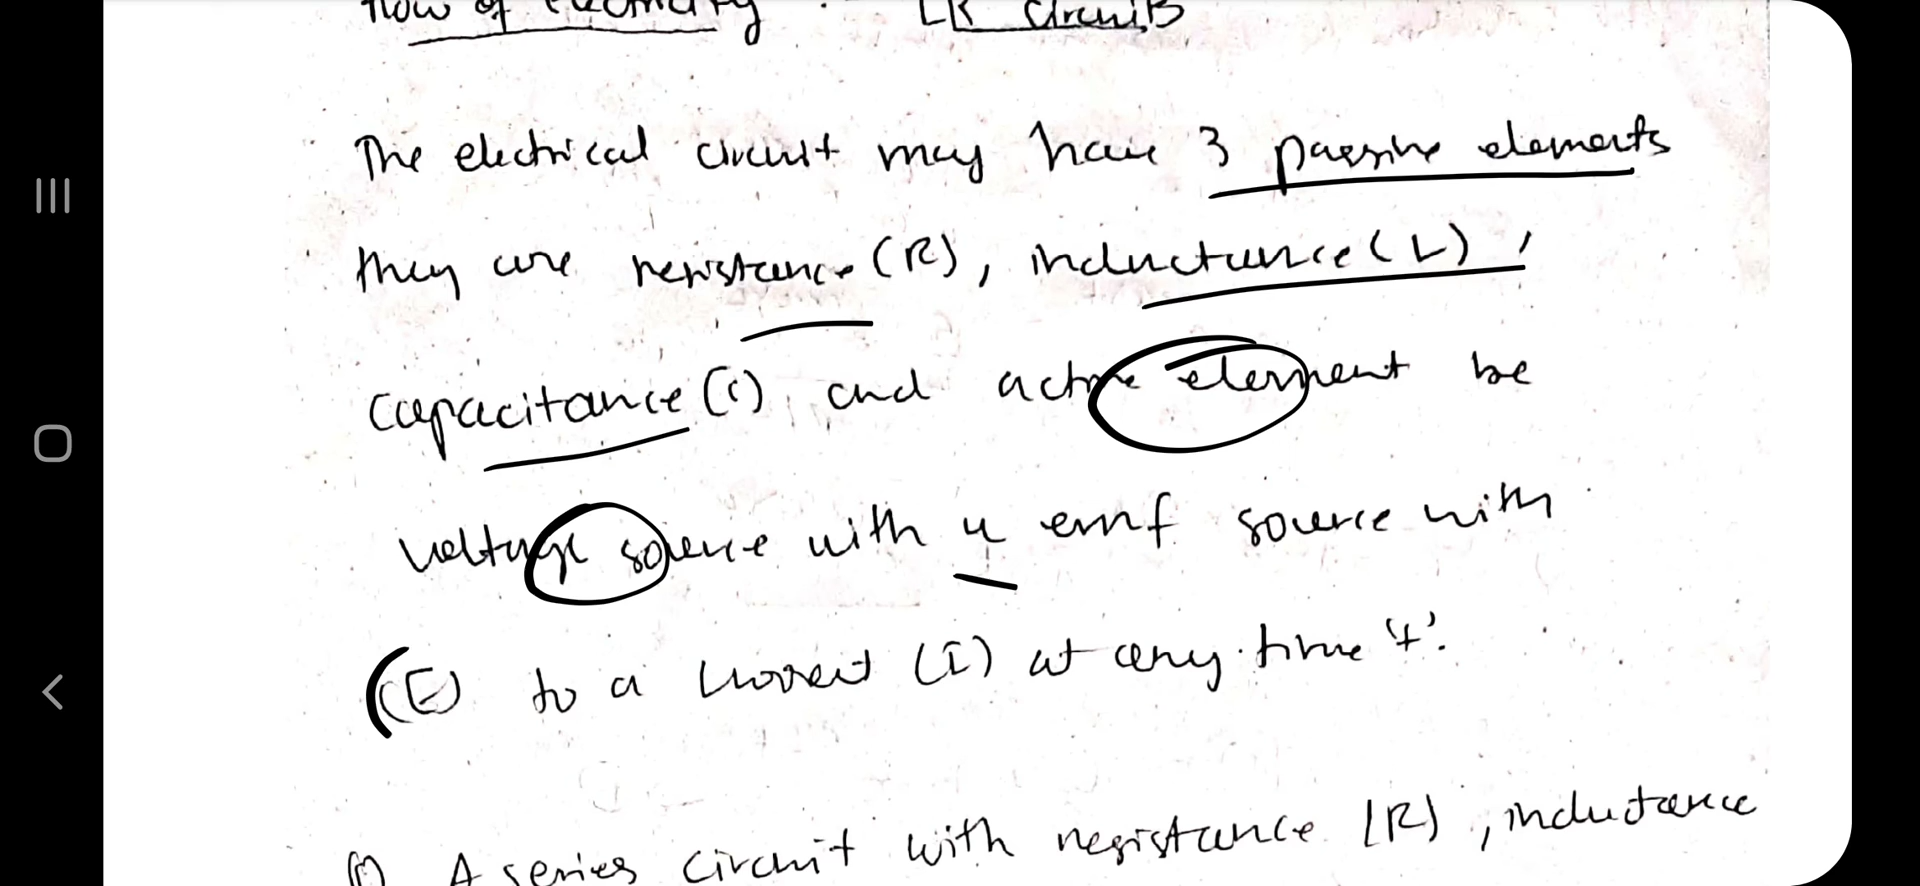 flow of electricity. LR circuits
The electrical circuit may have 3 passive elements
they are resistance (R), inductance (L),
capacitance (C) and active element be
voltage source with a emf source with
(E) to a current (I) at any time 't'.
A series circuit with resistance (R), inductance